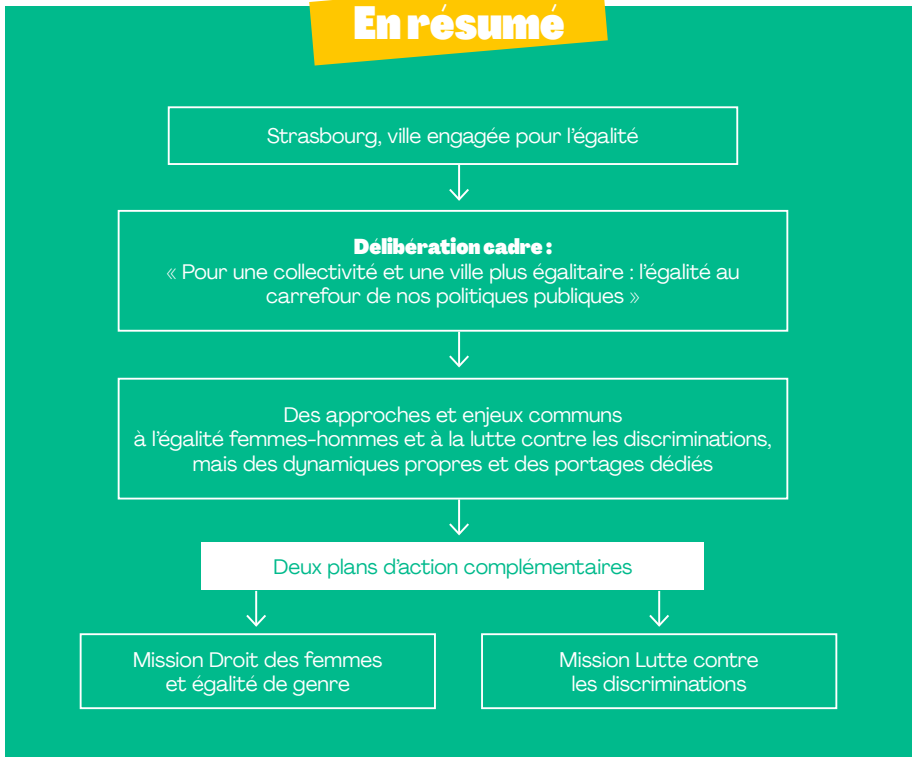 En résumé
Strasbourg, ville engagée pour l'égalité
Délibération cadre :
« Pour une collectivité et une ville plus égalitaire : l'égalité au
carrefour de nos politiques publiques »
Des approches et enjeux communs
à l'égalité femmes-hommes et à la lutte contre les discriminations,
mais des dynamiques propres et des portages dédiés
Deux plans d'action complémentaires
Mission Droit des femmes
et égalité de genre
Mission Lutte contre
les discriminations